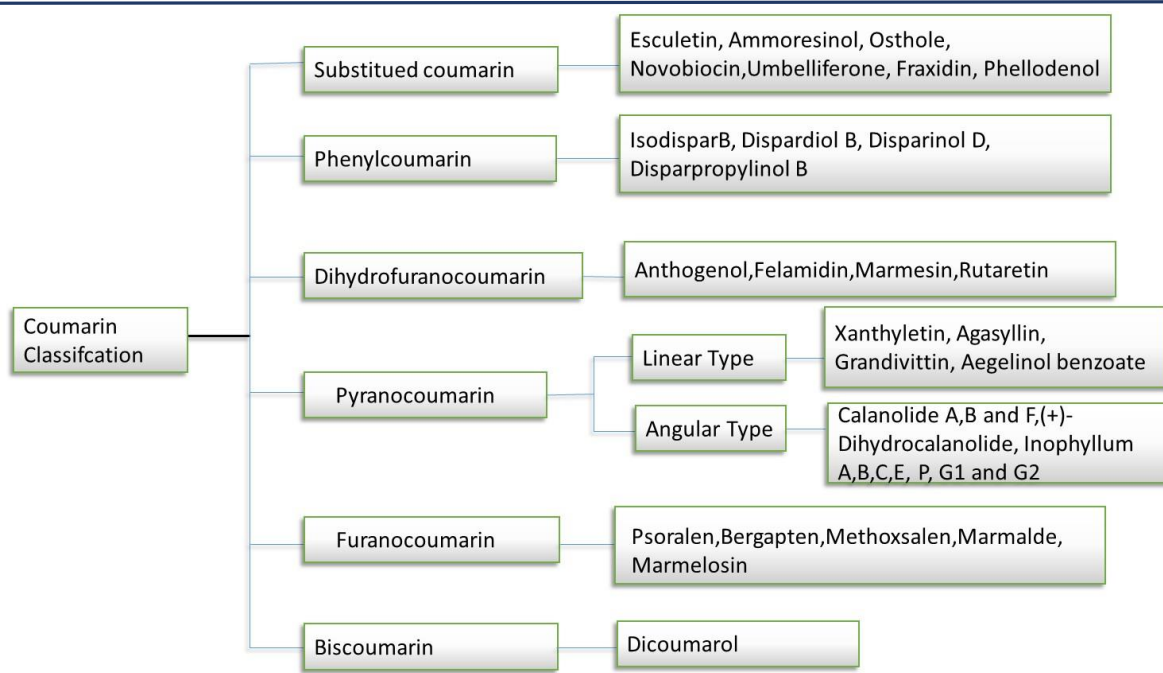 Coumarin
Classifcation
Substitued coumarin
Esculetin, Ammoresinol, Osthole,
Novobiocin,Umbelliferone, Fraxidin, Phellodenol
Phenylcoumarin
IsodisparB, Dispardiol B, Disparinol D,
Disparpropylinol B
Dihydrofuranocoumarin
Anthogenol,Felamidin,Marmesin,Rutaretin
Pyranocoumarin
Linear Type
Xanthyletin, Agasyllin,
Grandivittin, Aegelinol benzoate
Angular Type
Calanolide A,B and F,(+)-
Dihydrocalanolide, Inophyllum
A,B,C,E, P, G1 and G2
Furanocoumarin
Psoralen,Bergapten,Methoxsalen,Marmalde,
Marmelosin
Biscoumarin
Dicoumarol